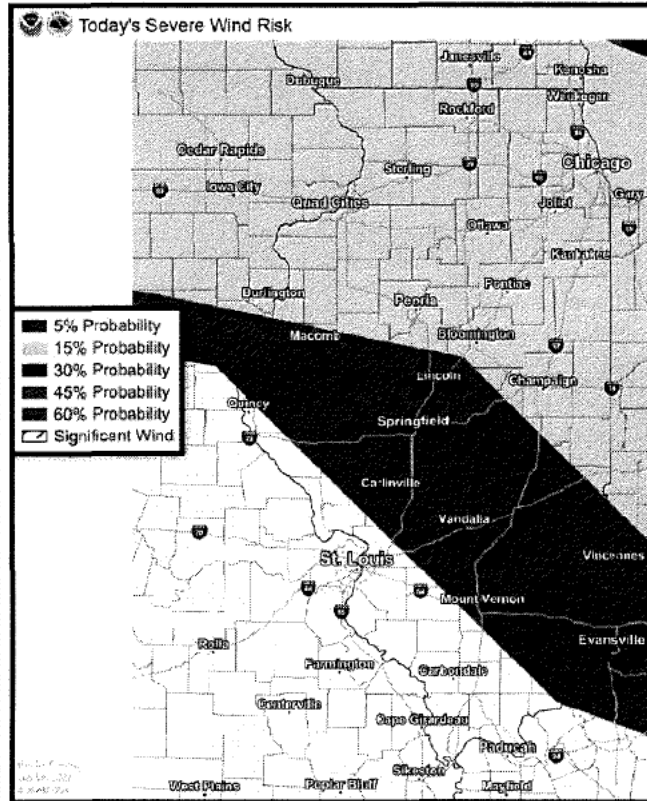 Today's Severe Wind Risk
Janesville
Kenosha
Dubuque
Waukegan
Rockford
Cedar Rapids
Sterling
Chicago
Iowa City
Quad Cities
Joliet
Gary
Ottawa
Kankakee
Pontiac
Burlington
Peoria
Macomb
Bloomington
5% Probability
15% Probability
30% Probability
45% Probability
60% Probability
Significant Wind
Lincoln
Champaign
Quincy
Springfield
Carlinville
Vandalia
Vincennes
St. Louis
Mount Vernon
Evansville
Rolla
Farmington
Carbondale
Centerville
Cape Girardeau
Paducah
Sikeston
West Plains
Poplar Bluff
Mayfield